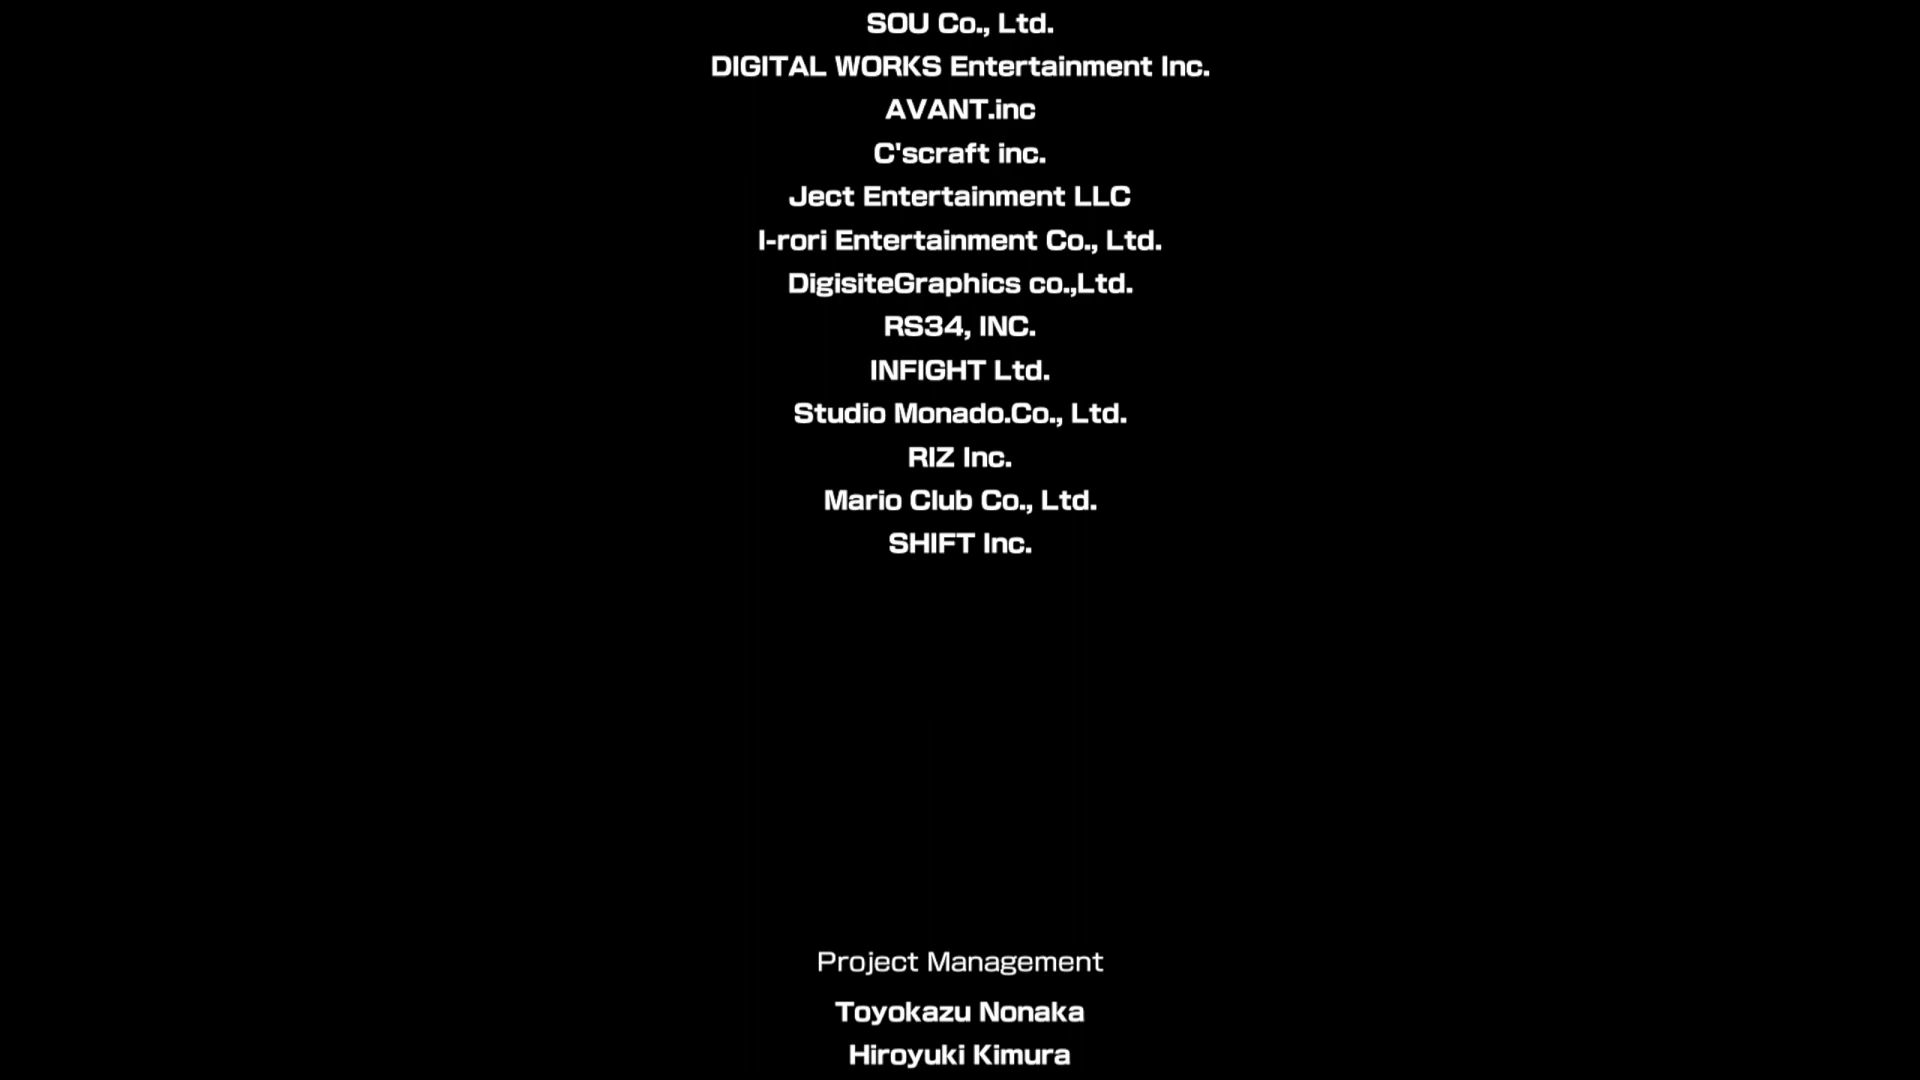 SOU Co., Ltd.
DIGITAL WORKS Entertainment Inc.
AVANT.inc
C'scraft inc.
Ject Entertainment LLC
I-rori Entertainment Co., Ltd.
DigisiteGraphics co.,Ltd.
RS34, INC.
INFIGHT Ltd.
Studio Monado.Co., Ltd.
RIZ Inc.
Mario Club Co., Ltd.
SHIFT Inc.
Project Management
Toyokazu Nonaka
Hiroyuki Kimura